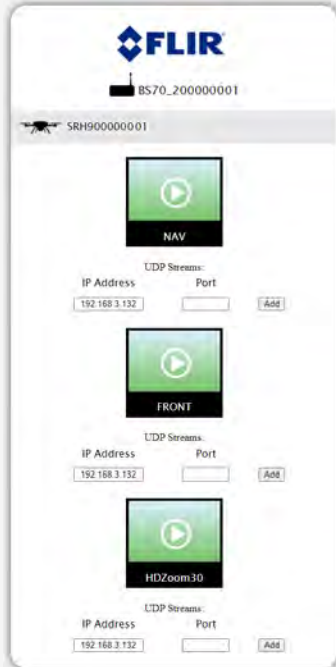 FLIR
BS70_200000001
SRH900000001
NAV
UDP Streams:
IP Address Port
192.168.3.132 Add
FRONT
UDP Streams:
IP Address Port
192.168.3.132 Add
HDZoom30
UDP Streams:
IP Address Port
192.168.3.132 Add